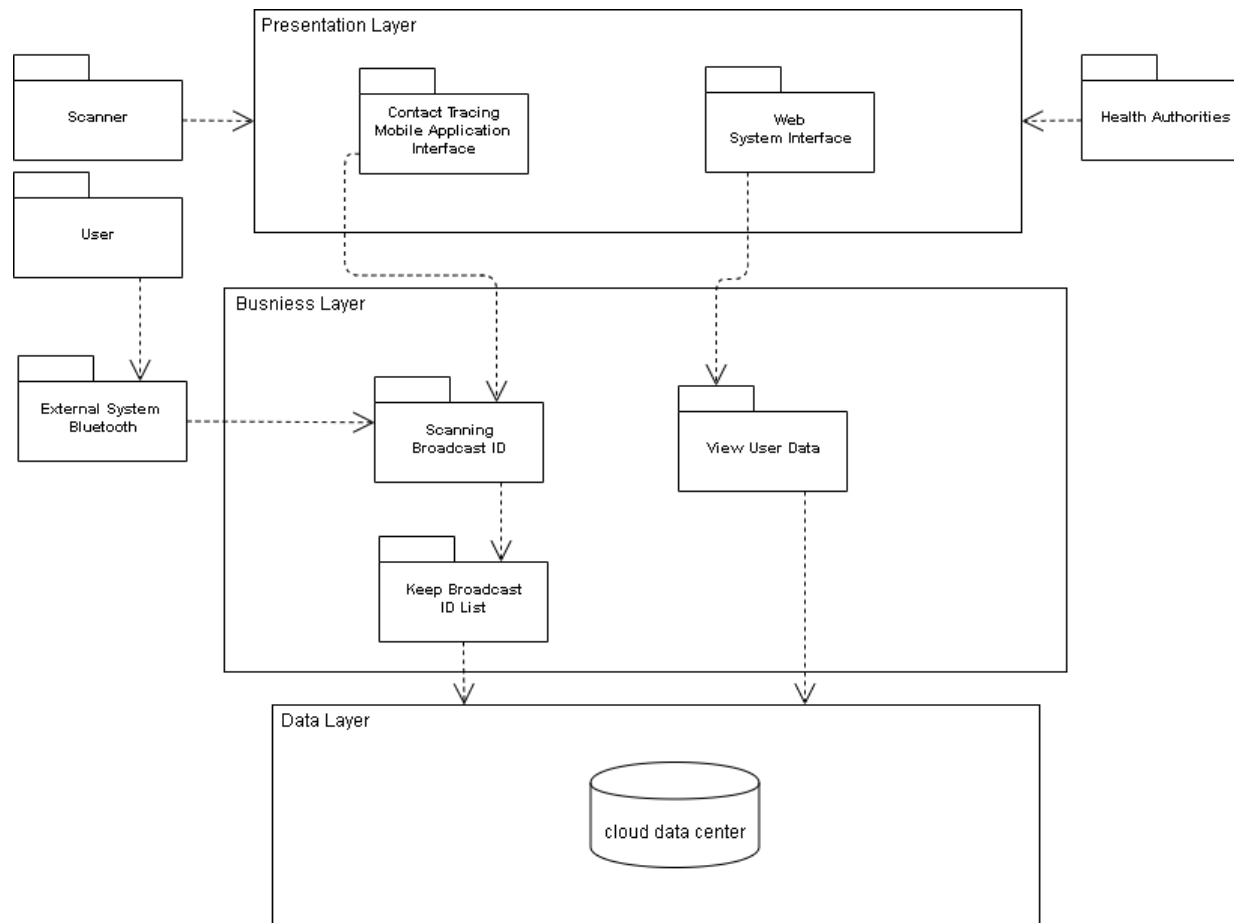 Presentation Layer
Scanner
Contact Tracing
Mobile Application
Interface
Web
System Interface
Health Authorities
User
Busniess Layer
External System
Bluetooth
Scanning
Broadcast ID
View User Data
Keep Broadcast
ID List
Data Layer
cloud data center